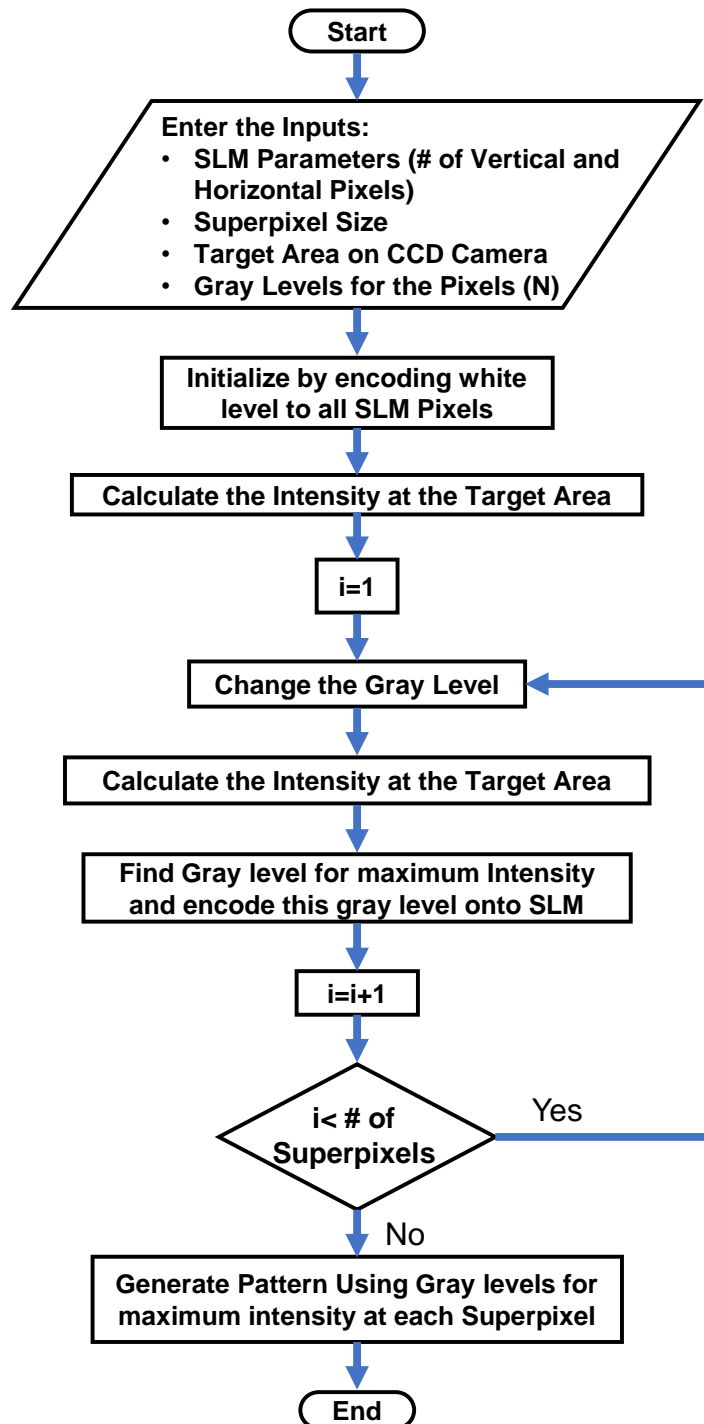 Start
Enter the Inputs:
• SLM Parameters (# of Vertical and
Horizontal Pixels)
• Superpixel Size
• Target Area on CCD Camera
• Gray Levels for the Pixels (N)
Initialize by encoding white
level to all SLM Pixels
Calculate the Intensity at the Target Area
i=1
Change the Gray Level
Calculate the Intensity at the Target Area
Find Gray level for maximum Intensity
and encode this gray level onto SLM
i=i+1
i< # of
Superpixels
Yes
No
Generate Pattern Using Gray levels for
maximum intensity at each Superpixel
End